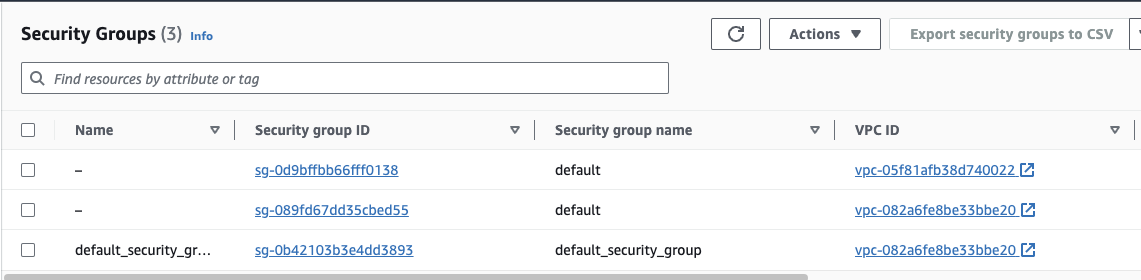 Security Groups (3) Info
Actions
Export security groups to CSV
Find resources by attribute or tag
Name Security group ID Security group name VPC ID
– sg-0d9bffbb66fff0138 default vpc-05f81afb38d740022
– sg-089fd67dd35cbed55 default vpc-082a6fe8be33bbe20
default_security_gr... sg-0b42103b3e4dd3893 default_security_group vpc-082a6fe8be33bbe20